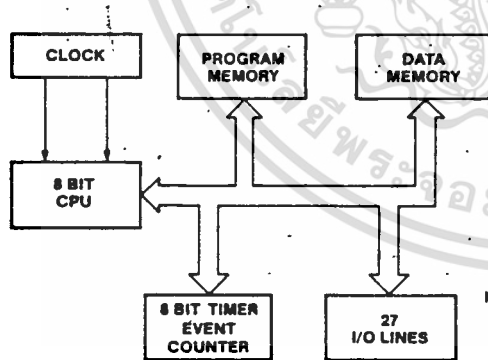 CLOCK
PROGRAM
MEMORY
DATA
MEMORY
8 BIT
CPU
8 BIT TIMER
EVENT
COUNTER
27
I/O LINES